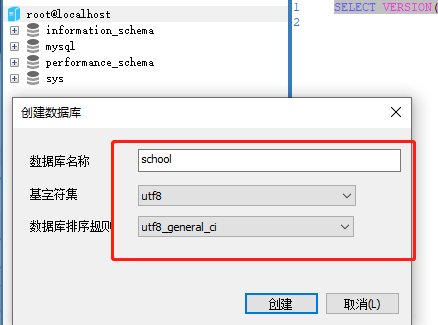 root@localhost
information_schema
mysql
performance_schema
sys
1 SELECT VERSION(
2
创建数据库
数据库名称 school
基字符集 utf8
数据库排序规则 utf8_general_ci
创建 取消(L)